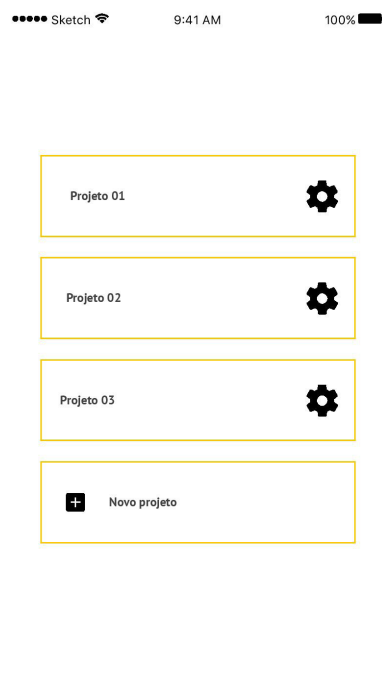 Sketch 9:41 AM 100%
Projeto 01
Projeto 02
Projeto 03
Novo projeto